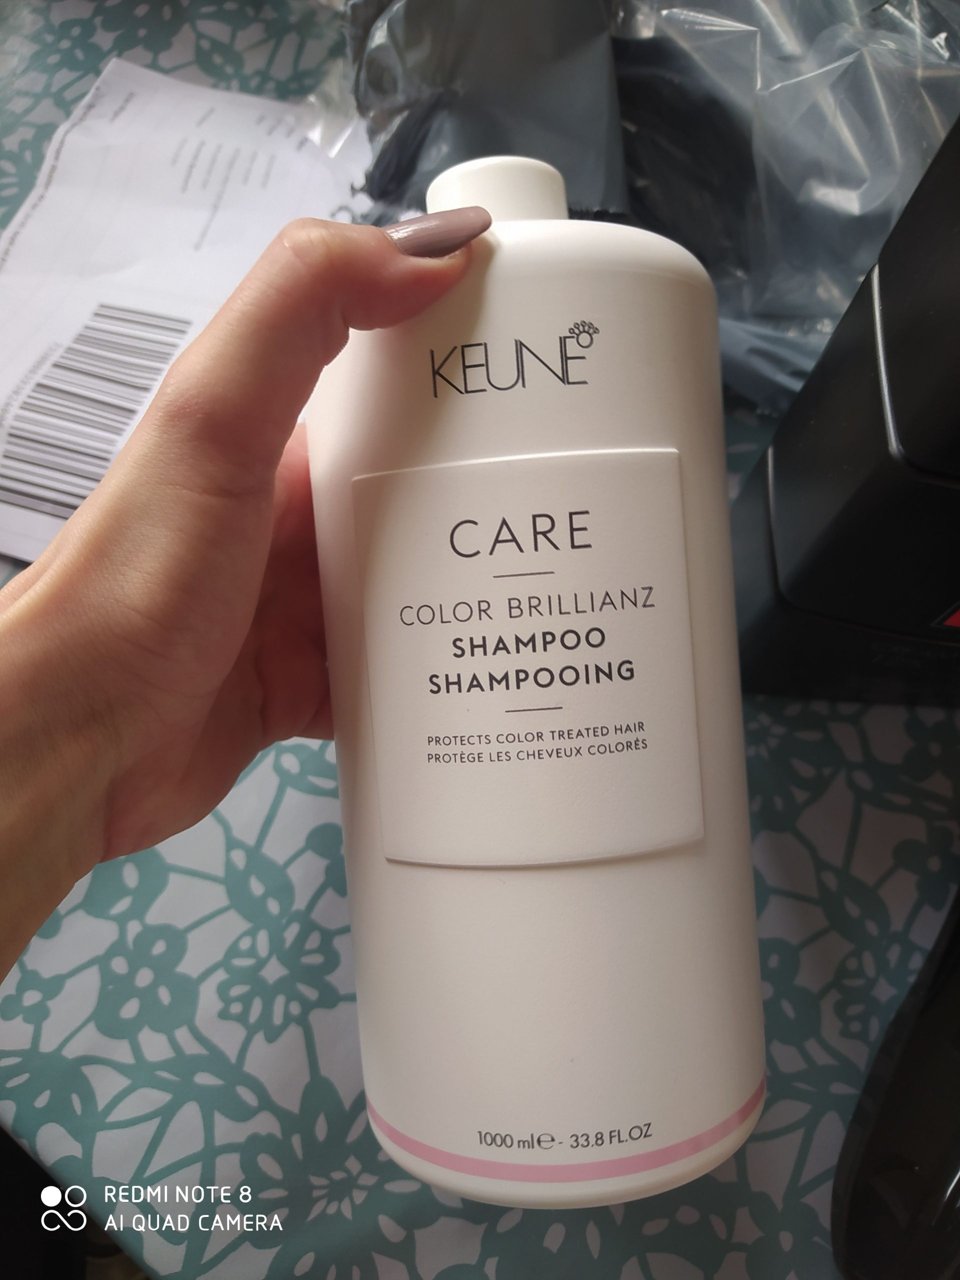 KEUNE
CARE
COLOR BRILLIANZ
SHAMPOO
SHAMPOOING
PROTECTS COLOR TREATED HAIR
PROTÈGE LES CHEVEUX COLORÉS
1000 ml ℮ - 33.8 FL.OZ
REDMI NOTE 8
AI QUAD CAMERA